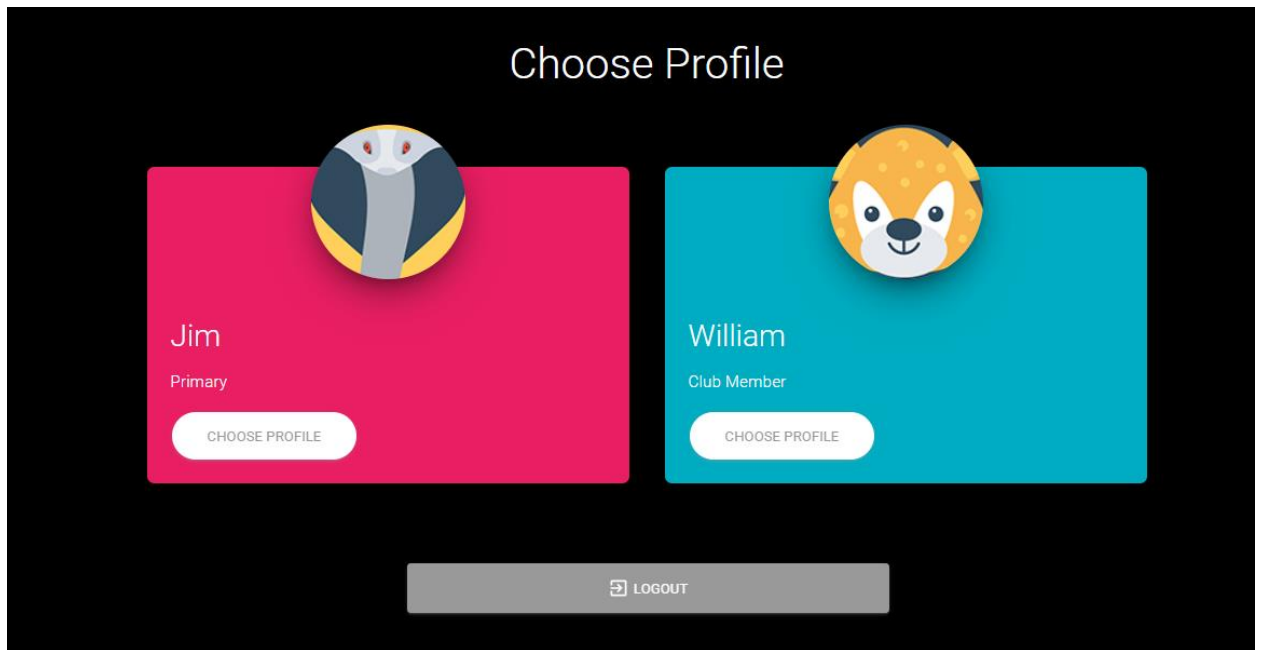 Choose Profile
Jim
Primary
CHOOSE PROFILE
William
Club Member
CHOOSE PROFILE
LOGOUT